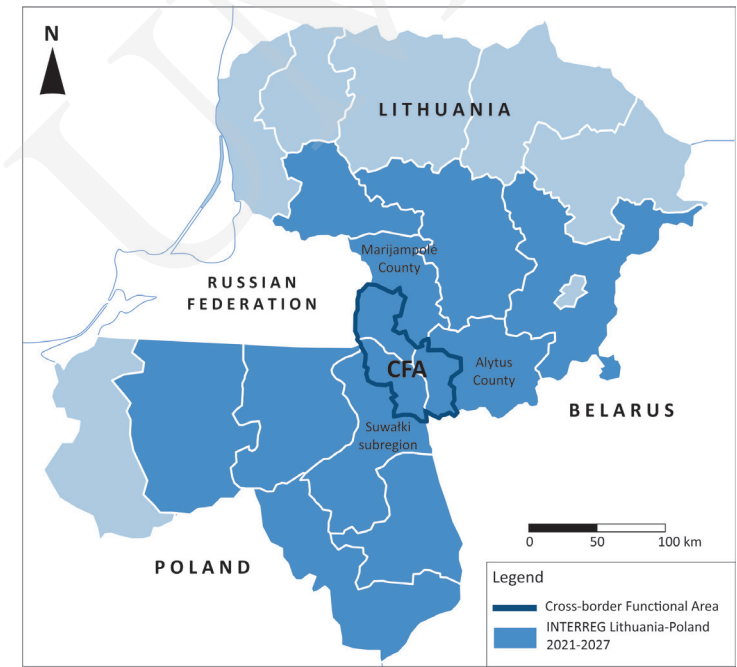 N
LITHUANIA
Marijampole
County
RUSSIAN
FEDERATION
CFA
Alytus
County
BELARUS
Suwałki
subregion
POLAND
0 50 100 km
Legend
Cross-border Functional Area
INTERREG Lithuania-Poland
2021-2027